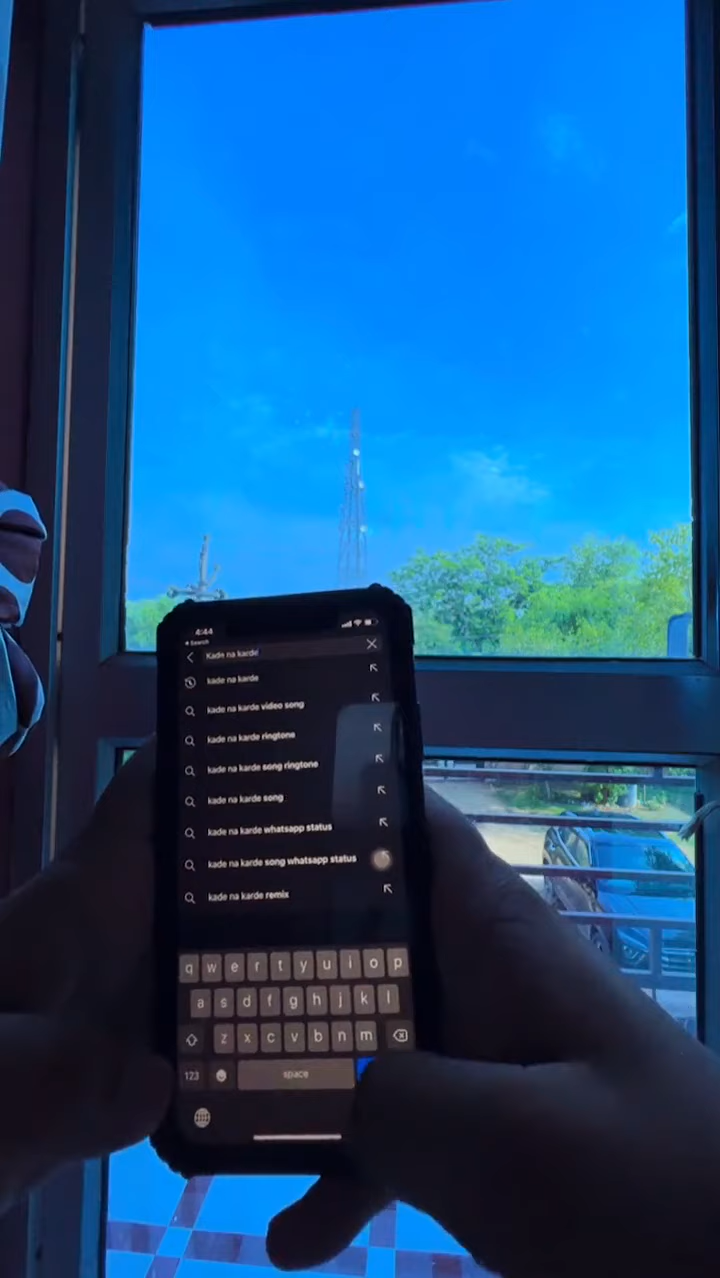 4:44
Search
Kade na karde
kade na karde
kade na karde video song
kade na karde ringtone
kade na karde song ringtone
kade na karde song
kade na karde whatsapp status
kade na karde song whatsapp status
kade na karde remix
q w e r t y u i o p
a s d f g h j k l
z x c v b n m
123 space